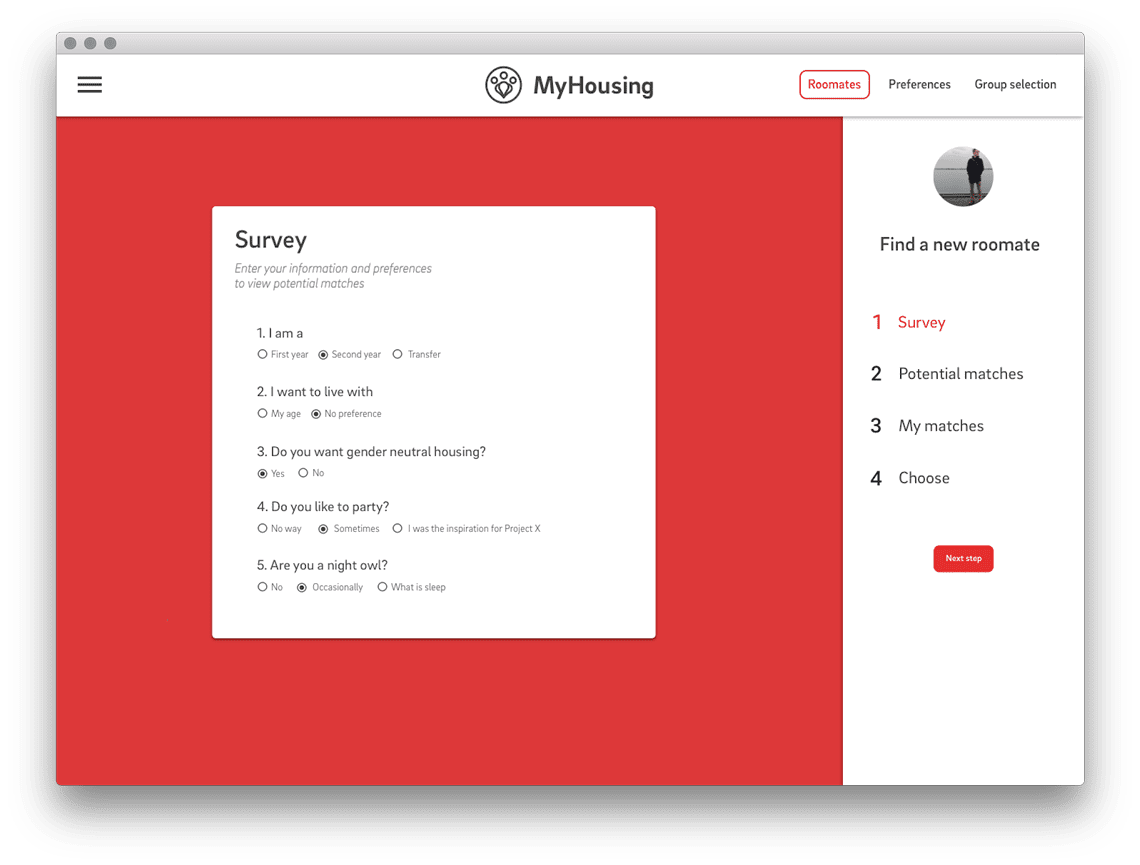 MyHousing
Roomates
Preferences
Group selection
Survey
Enter your information and preferences
to view potential matches
1. I am a
First year Second year Transfer
2. I want to live with
My age No preference
3. Do you want gender neutral housing?
Yes No
4. Do you like to party?
No way Sometimes I was the inspiration for Project X
5. Are you a night owl?
No Occasionally What is sleep
Find a new roomate
1 Survey
2 Potential matches
3 My matches
4 Choose
Next step